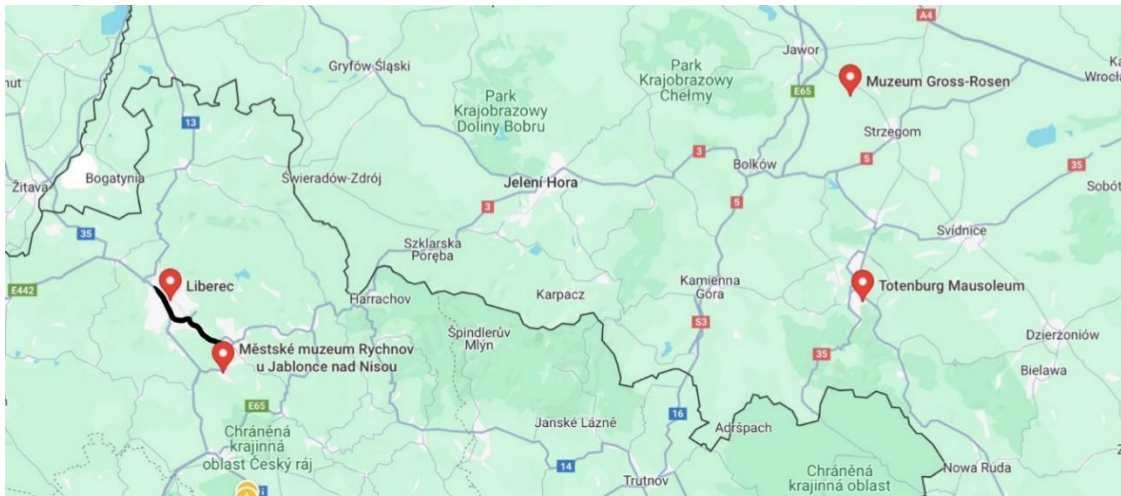 A4
Jawor
Gryfów Śląski
Park
Krajobrazowy
Chełmy
Muzeum Gross-Rosen
Wrocła
E65
Park
Krajobrazowy
Doliny Bobru
13
Strzegom
3
Bolków
5
35
Žitava
Bogatynia
Świeradów-Zdrój
Jelení Hora
Sobót
3
5
35
Svídnice
Szklarska
Poręba
E442
Liberec
Kamienna
Góra
Totenburg Mausoleum
Harrachov
Karpacz
Špindlerův
Mlýn
S3
Dzierżoniów
Městské muzeum Rychnov
u Jablonce nad Nisou
35
Bielawa
E65
16
Janské Lázně
Adršpach
Chráněná
krajinná
oblast Český ráj
14
Trutnov
Chráněná
krajinná oblast
Nowa Ruda